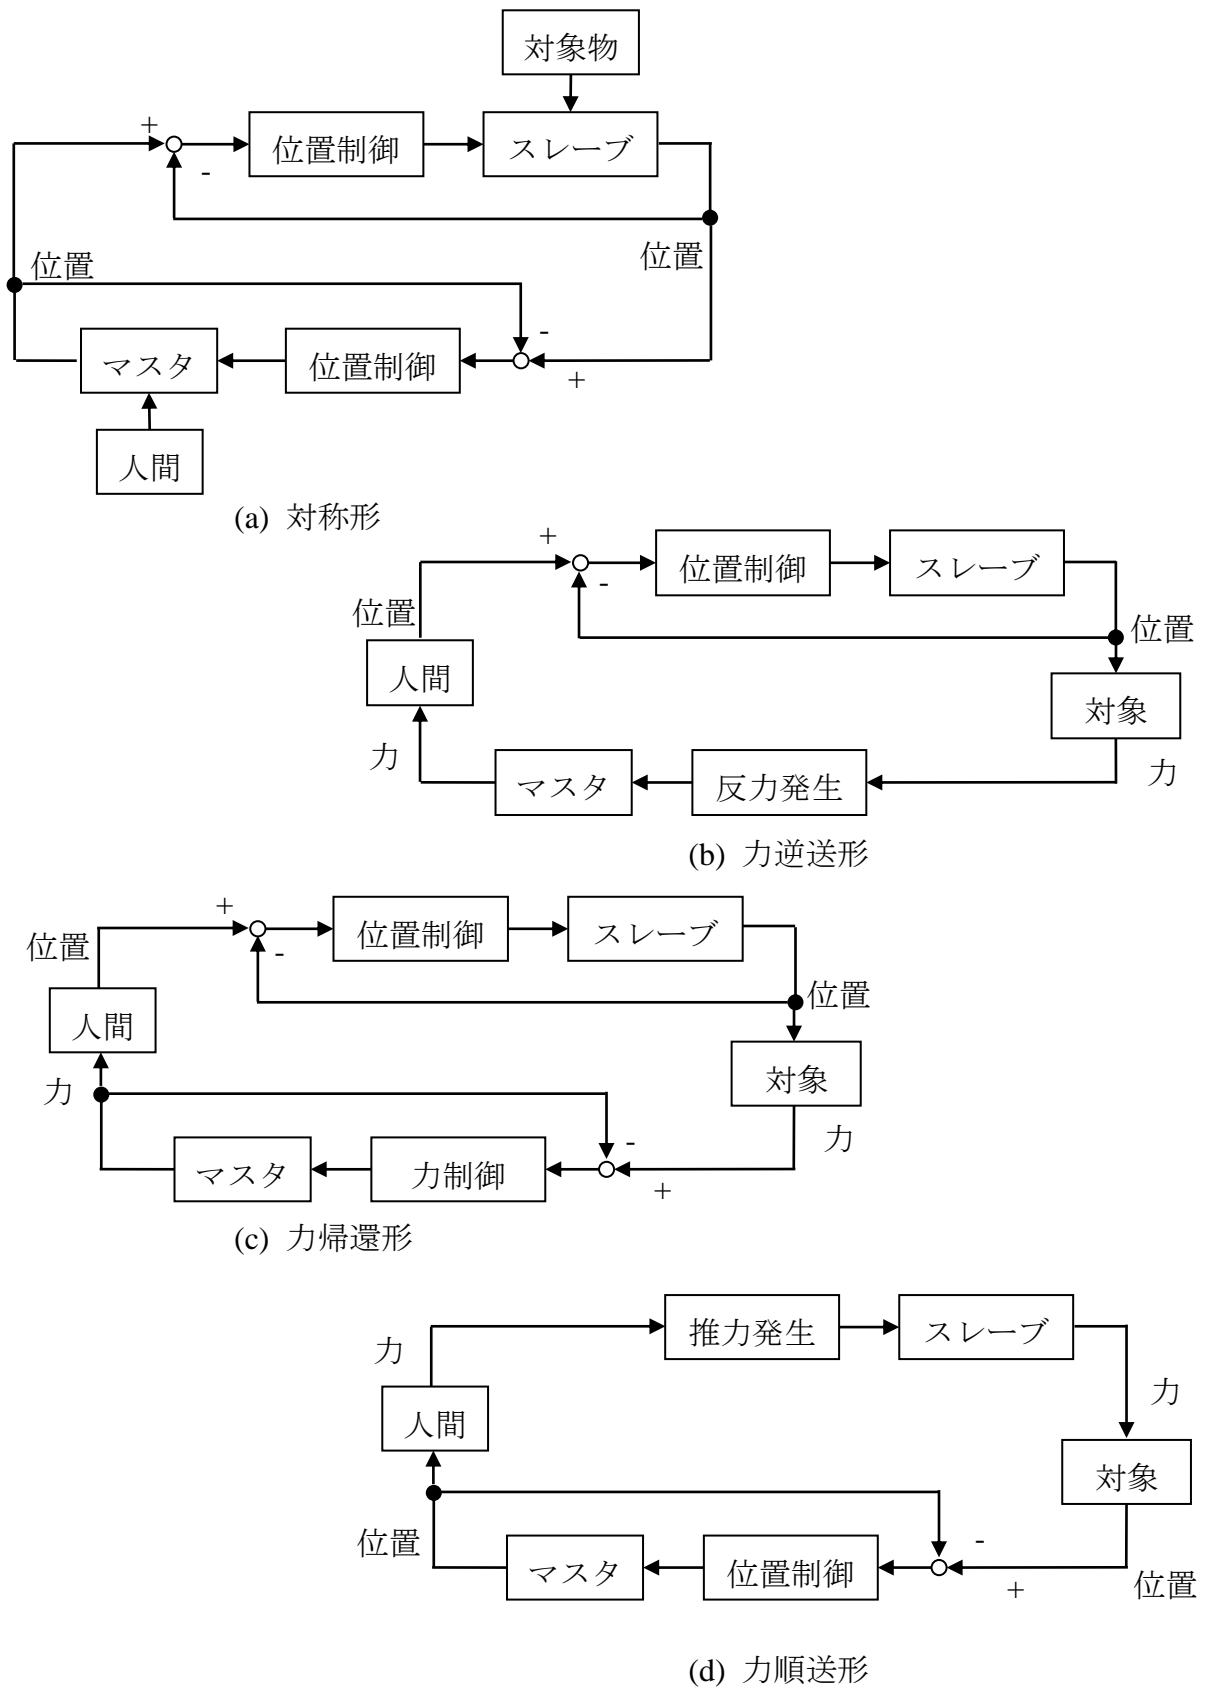 対象物
+
位置制御
スレーブ
-
位置
位置
-
マスタ
位置制御
+
人間
(a) 対称形
+
位置制御
スレーブ
-
位置
位置
人間
対象
力
マスタ
反力発生
力
(b) 力逆送形
+
位置制御
スレーブ
位置
-
位置
人間
対象
力
-
力
マスタ
力制御
+
(c) 力帰還形
推力発生
スレーブ
力
力
人間
対象
位置
-
マスタ
位置制御
+
位置
(d) 力順送形